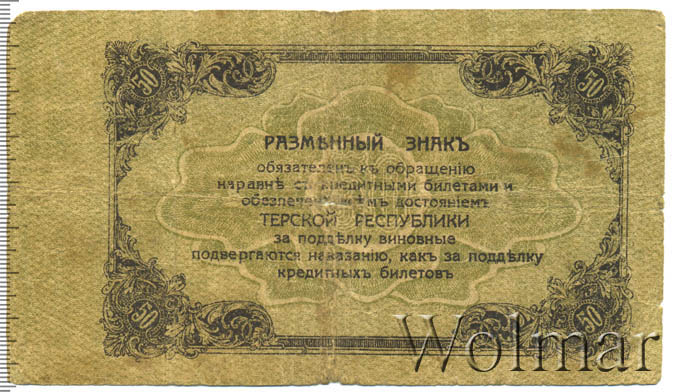 50 50
РАЗМѢННЫЙ ЗНАКЪ
обязателенъ къ обращенію
наравнѣ съ кредитными билетами и
обезпеченъ всѣмъ достояніемъ
ТЕРСКОЙ РЕСПУБЛИКИ
за поддѣлку виновные
подвергаются наказанію, какъ за поддѣлку
кредитныхъ билетовъ
50 50
Wolmar